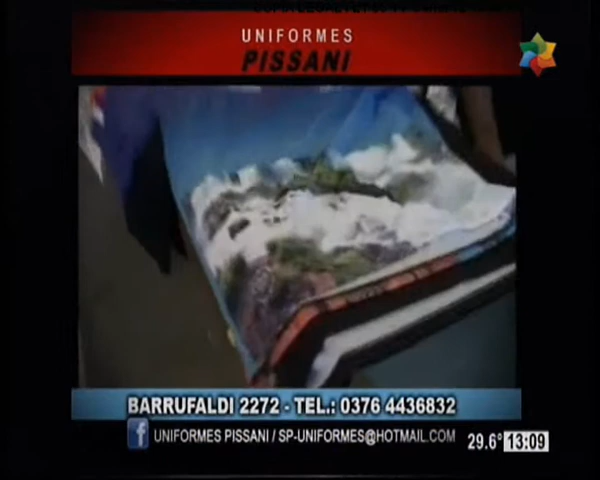 UNIFORMES
PISSANI
BARRUFALDI 2272 - TEL.: 0376 4436832
UNIFORMES PISSANI / SP-UNIFORMES@HOTMAIL.COM
29.6° 13:09